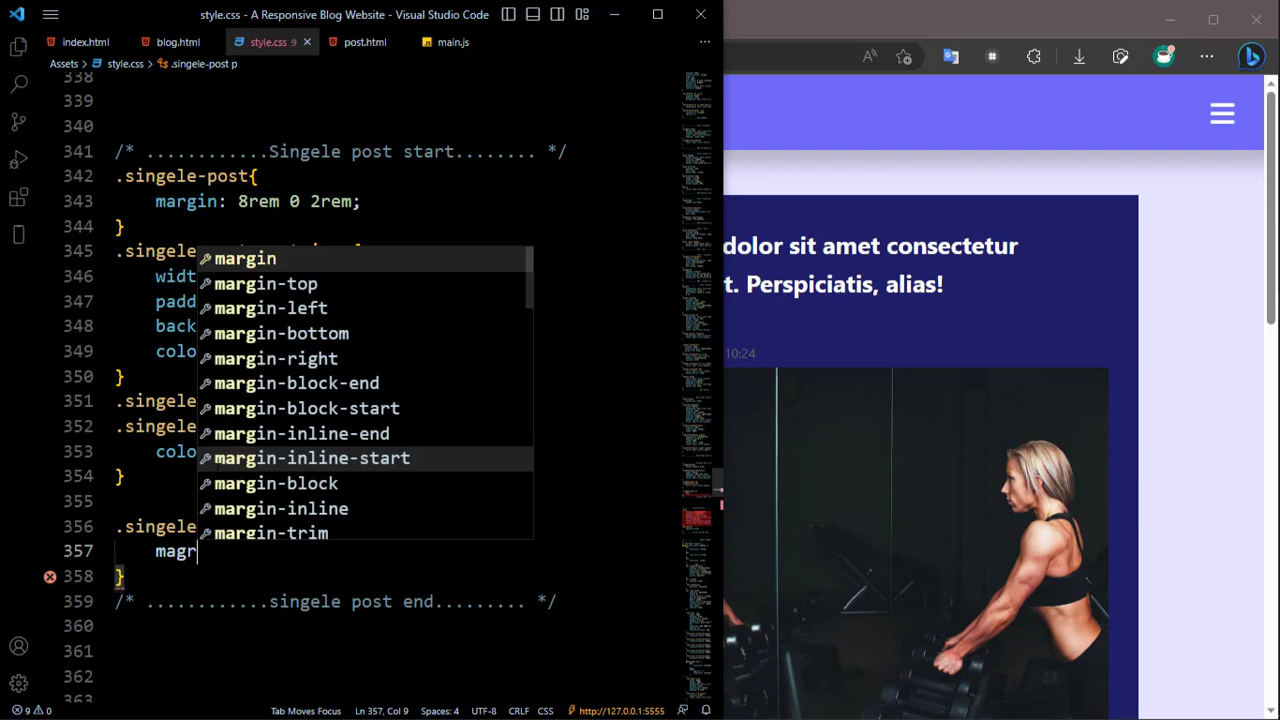 style.css - A Responsive Blog Website - Visual Studio Code
index.html
blog.html
style.css 9
post.html
main.js
Assets > style.css > .singele-post p
338
339
340
341 /* .............singele post start......... */
342 .singele-post{
343 margin: 8rem 0 2rem;
344 }
345 .singele
346 widt
347 padd
348 back
349 colo
350 }
351 .singele
352 .singele
353 colo
354 }
355
356 .singele
357 magr
358 }
359 /* .............singele post end......... */
360
361
362
363
margin
margin-top
margin-left
margin-bottom
margin-right
margin-block-end
margin-block-start
margin-inline-end
margin-inline-start
margin-block
margin-inline
margin-trim
9 0
ab Moves Focus
Ln 357, Col 9
Spaces: 4
UTF-8
CRLF
CSS
http://127.0.1:5555
dolor sit amet consectetur
t. Perspiciatis, alias!
10:24